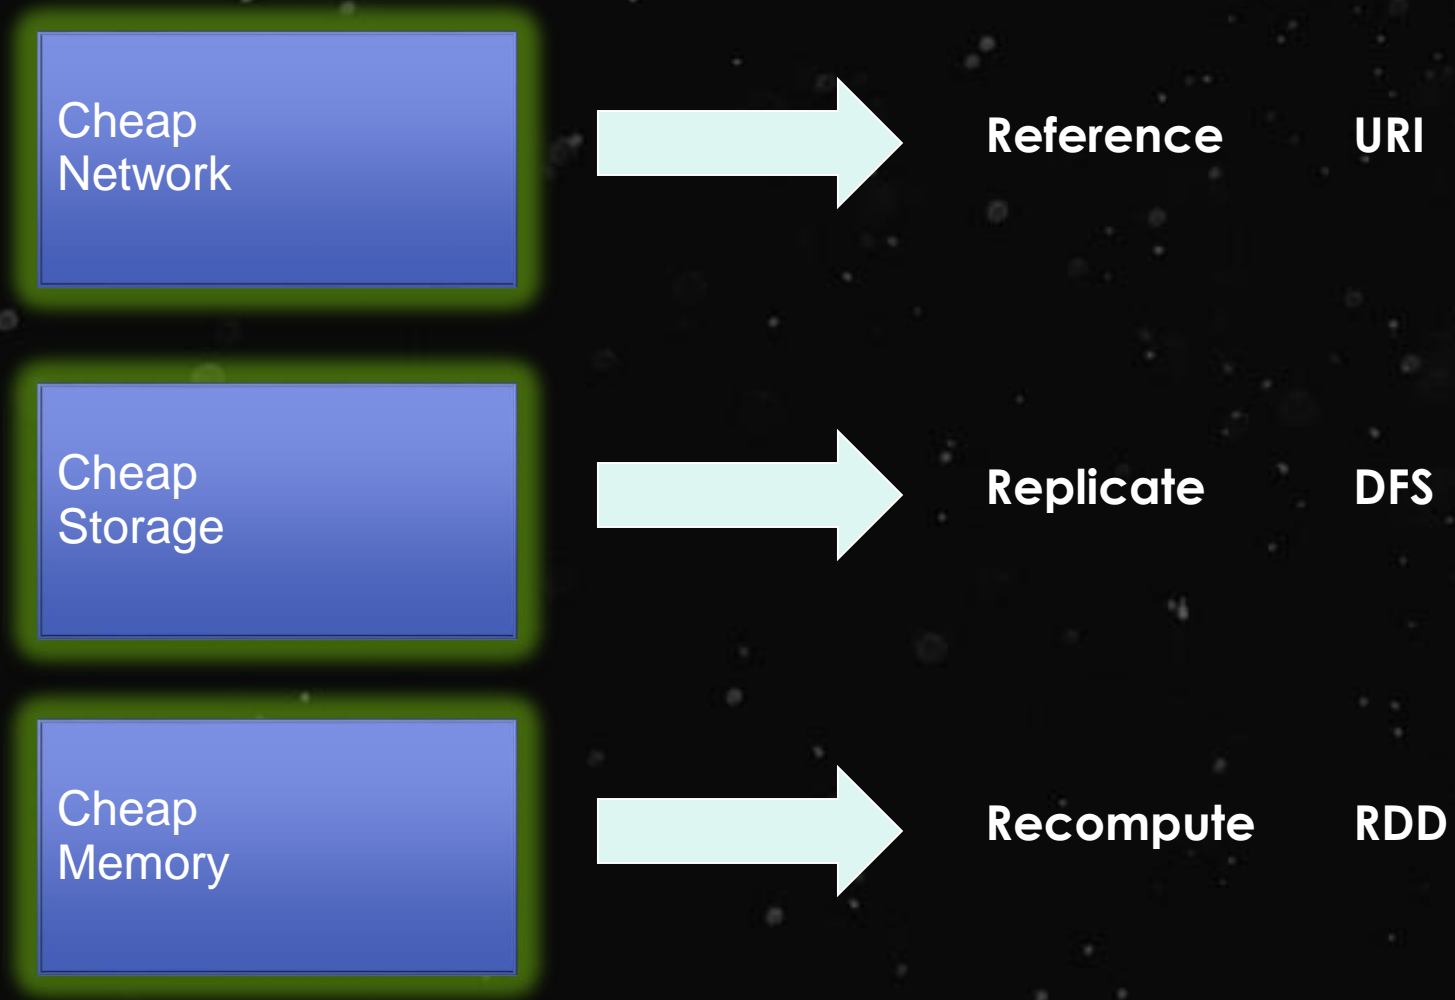 Cheap
Network
Reference URI
Cheap
Storage
Replicate DFS
Cheap
Memory
Recompute RDD